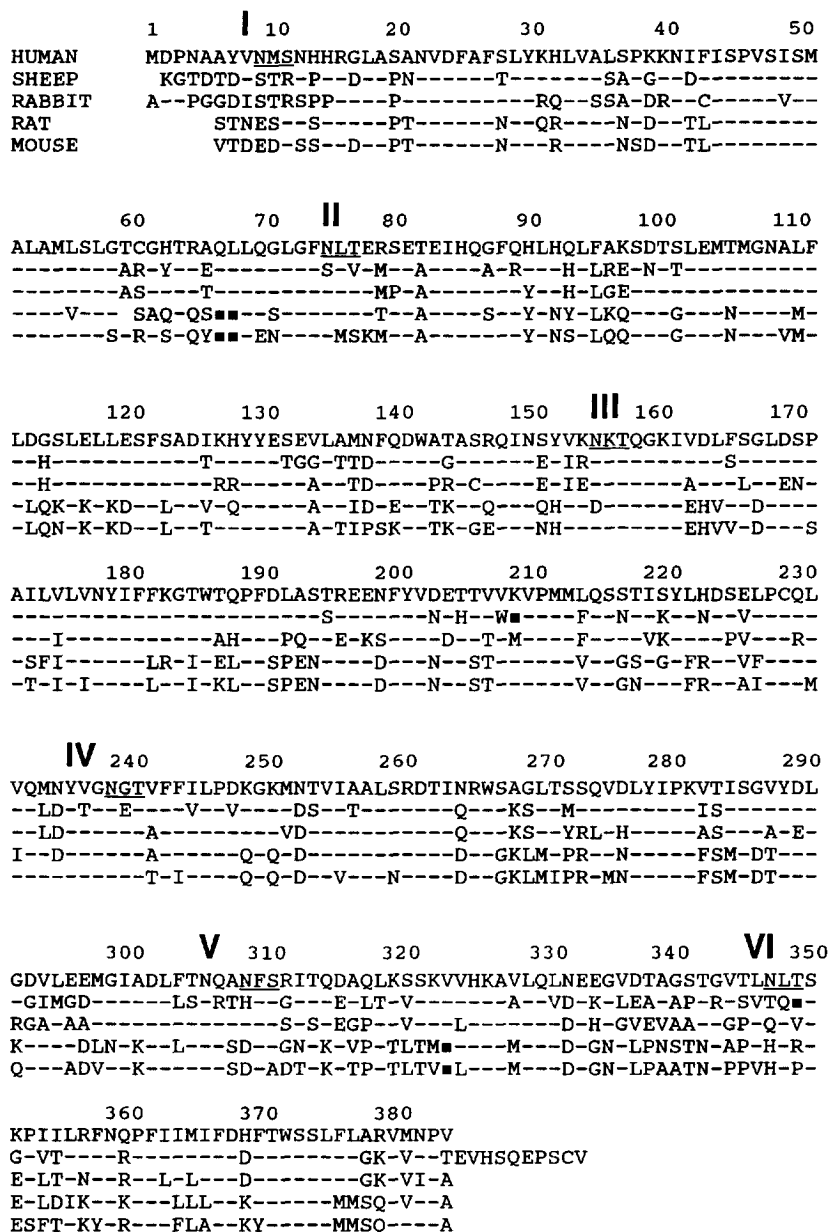 I
1 10 20 30 40 50
HUMAN MDPNAAYVNMSNHHRGLASANVDFAFSLYKHLVALSPKKNIFISPVSISM
SHEEP KGTDTD-STR-P--D--PN------T-------SA-G--D---------
RABBIT A--PGGDISTRSPP----P----------RQ--SSA-DR--C-----V--
RAT STNES--S-----PT------N--QR----N-D--TL--------
MOUSE VTDED-SS--D--PT------N---R---NSD--TL--------
II
60 70 80 90 100 110
ALAMLSLGTCGHTRAQLLQGLGFNLTERSETEIHQGFQHLHQLFAKSDTSLEMTMGNALF
--------AR-Y--E-------S-V--M--A----A-R---H-LRE-N-T----------
--------AS----T------------MP-A-------Y--H-LGE--------------
----V----SAQ-QS■■--S-------T--A----S--Y-NY-LKQ---G---N----M-
-------S-R-S-QY■■-EN----MSKM--A-------Y-NS-LQQ---G---N---VM-
III
120 130 140 150 160 170
LDGSLELLESFSADIKHYYESEVLAMNFQDWATASRQINSYVKNKTQGKIVDLFSGLDSP
--H-----------T-----TGG-TTD-----G------E-IR----------S------
--H------------RR-----A--TD----PR-C----E-IE-------A---L--EN-
-LQK-K-KD--L--V-Q-----A--ID-E--TK--Q---QH--D------EHV--D----
-LQN-K-KD--L--T-------A-TIPSK--TK-GE---NH---------EHVV-D---S
180 190 200 210 220 230
AILVLVNYIFFKGTWTQPFDLASTREENFYVDETTVVKVPMMLQSSTISYLHDSELPCQL
---------------------S-------N-H--W■----F--N--K--N--V------
---I-----------AH---PQ--E-KS---D--T-M----F----VK---PV---R-
-SFI------LR--I-EL--SPEN----D---N--ST------V--GS-G-FR--VF----
-T-I-I----L--I-KL--SPEN----D---N--ST------V--GN---FR--AI---M
IV
240 250 260 270 280 290
VQMNYVGNGTVFFILPDKGKMNTVIAALSRDTINRWSAGLTSSQVDLYIPKVTISGVYDL
--LD-T--E----V--V----DS--T-------Q---KS--M---------IS-------
--LD------A---------VD-----------Q---KS--YRL-H-----AS---A-E-
I--D------A------Q-Q-D-----------D--GKLM-PR--N-----FSM-DT---
----------T-I----Q-Q-D--V---N----D--GKLMIPR-MN-----FSM-DT---
V VI
300 310 320 330 340 350
GDVLEEMGIADLFTNQANFSRITQDAQLKSSKVVHKAVLQLNEEGVDTAGSTGVTLNLTS
-GIMGD------LS-RTH--G---E-LT-V-------A--VD-K-LEA-AP-R-SVTQ■-
RGA-AA--------------S-S-EGP--V---L-------D-H-GVEVAA--GP-Q-V-
K----DLN-K--L---SD--GN-K-VP-TLTM■----M---D-GN-LPNSTN-AP-H-R-
Q---ADV--K------SD-ADT-K-TP-TLTV■L---M---D-GN-LPAATN-PPVH-P-
360 370 380
KPIILRFNQPFIIMIFDHFTWSSLFLARVMNPV
G-VT----R--------D--------GK-V---TEVHSQEPSCV
E-LT-N--R---L-L--D--------GK-VI--A
E-LDIK--K---LLL--K------MMSQ-V--A
ESFT-KY-R----FLA--KY-----MMSQ----A